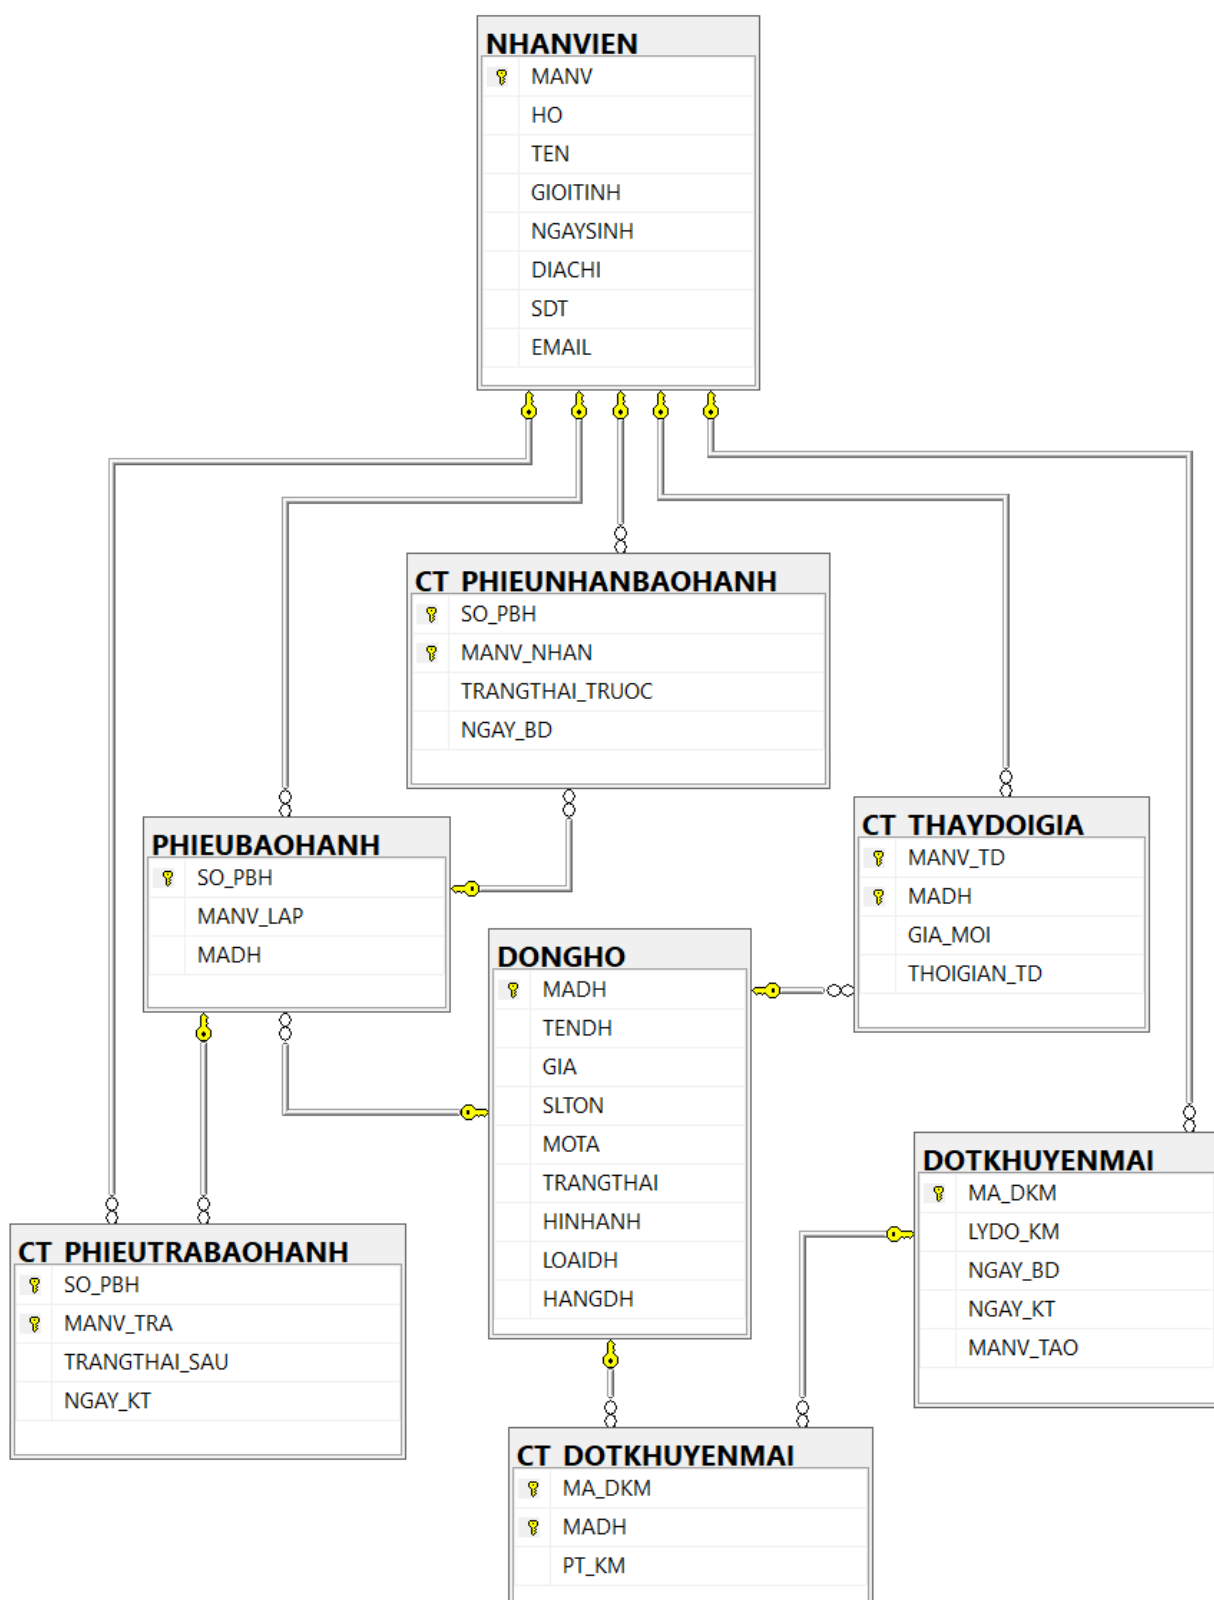 NHANVIEN
MANV
HO
TEN
GIOITINH
NGAYSINH
DIACHI
SDT
EMAIL
CT_PHIEUNHANBAOHANH
SO_PBH
MANV_NHAN
TRANGTHAI_TRUOC
NGAY_BD
PHIEUBAOHANH
SO_PBH
MANV_LAP
MADH
CT_THAYDOIGIA
MANV_TD
MADH
GIA_MOI
THOIGIAN_TD
DONGHO
MADH
TENDH
GIA
SLTON
MOTA
TRANGTHAI
HINHANH
LOAIDH
HANGDH
DOTKHUYENMAI
MA_DKM
LYDO_KM
NGAY_BD
NGAY_KT
MANV_TAO
CT_PHIEUTRABAOHANH
SO_PBH
MANV_TRA
TRANGTHAI_SAU
NGAY_KT
CT_DOTKHUYENMAI
MA_DKM
MADH
PT_KM